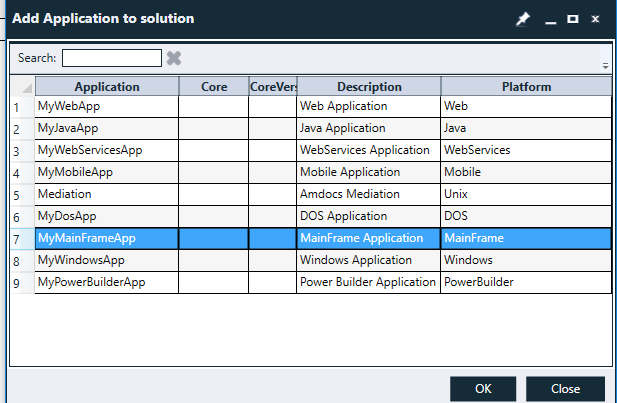 Add Application to solution
Search:
Application Core CoreVers Description Platform
1 MyWebApp Web Application Web
2 MyJavaApp Java Application Java
3 MyWebServicesApp WebServices Application WebServices
4 MyMobileApp Mobile Application Mobile
5 Mediation Amdocs Mediation Unix
6 MyDosApp DOS Application DOS
7 MyMainFrameApp MainFrame Application MainFrame
8 MyWindowsApp Windows Application Windows
9 MyPowerBuilderApp Power Builder Application PowerBuilder
OK Close